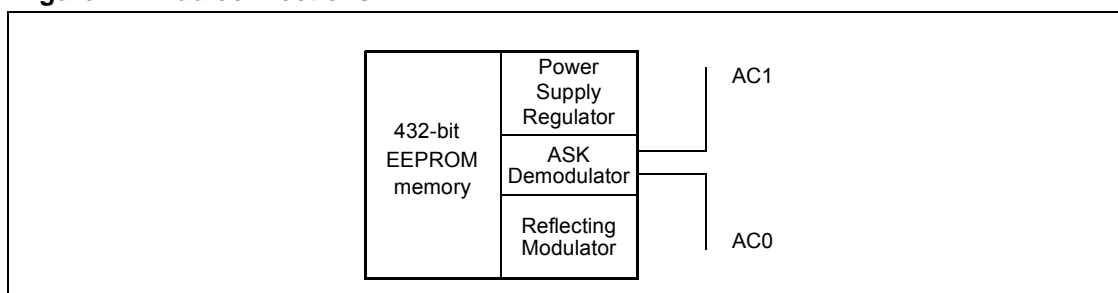 Power
Supply
Regulator
AC1
432-bit
EEPROM
memory
ASK
Demodulator
Reflecting
Modulator
AC0